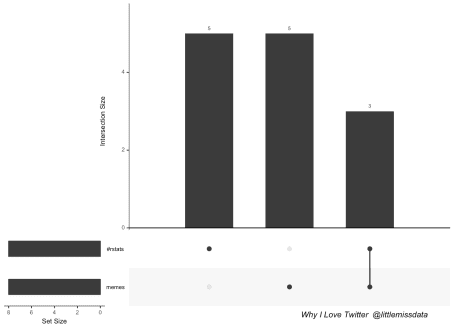 5 5 3
Intersection Size
4
2
0
#rstats
memes
8 6 4 2 0
Set Size
Why I Love Twitter @littlemissdata